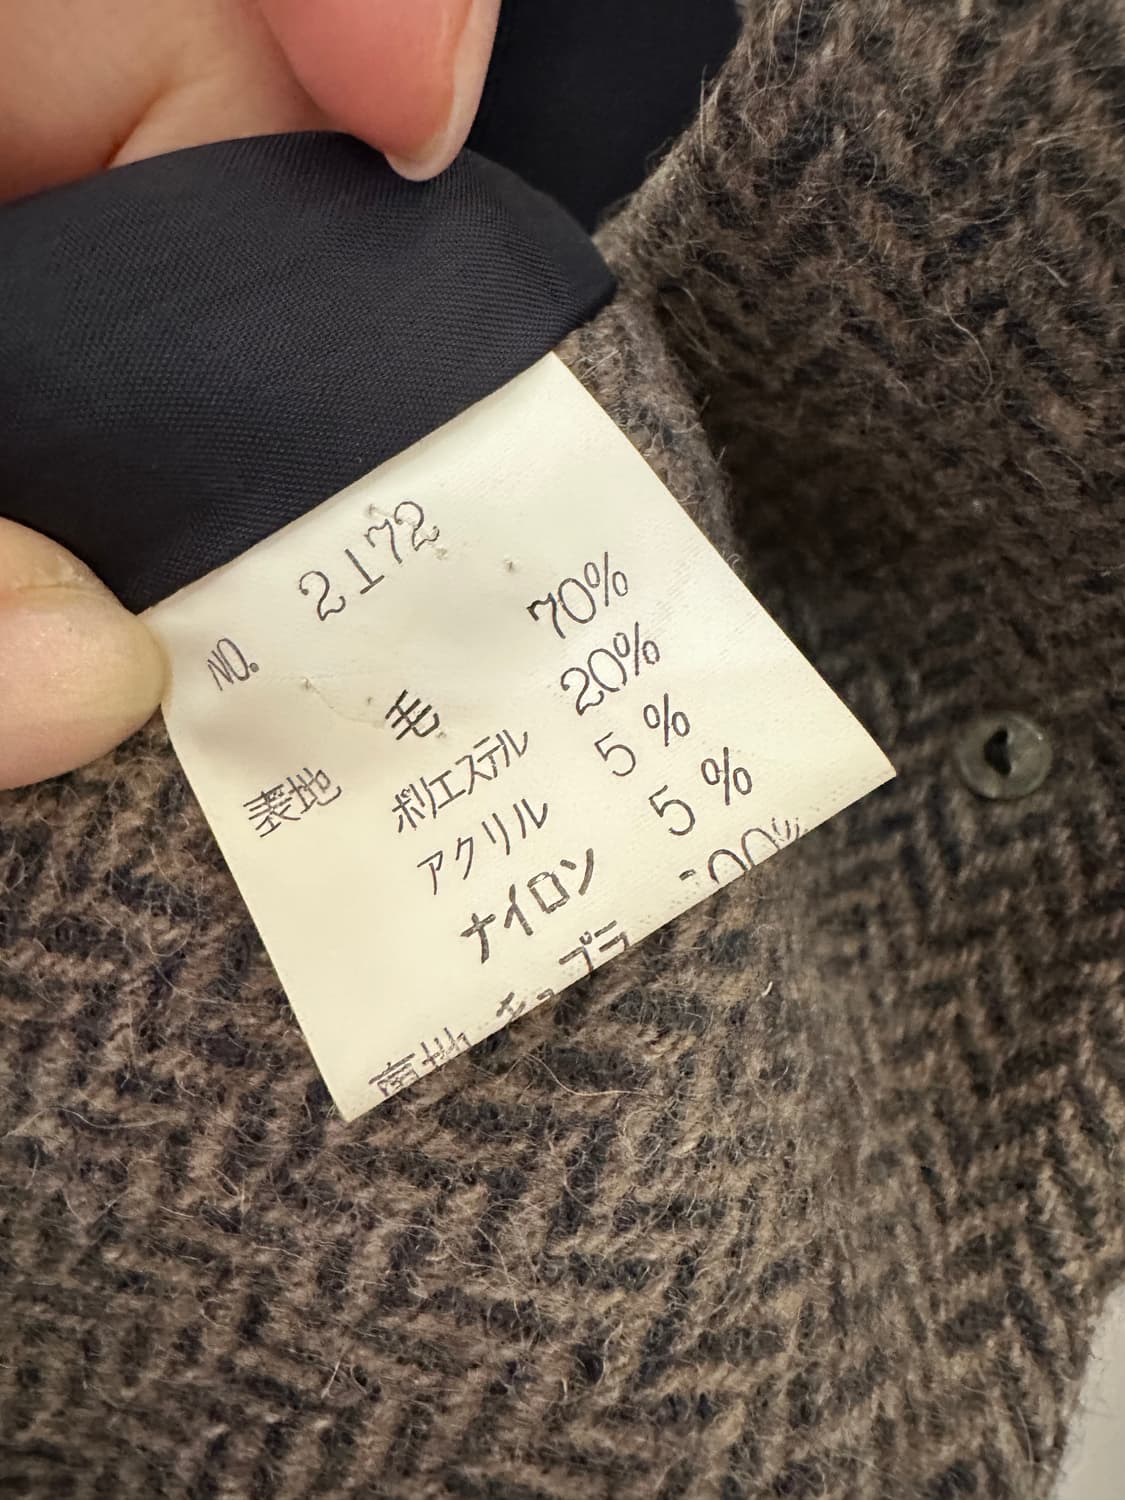 NO. 2172
表地 毛 70%
ポリエステル 20%
アクリル 5%
ナイロン 5%